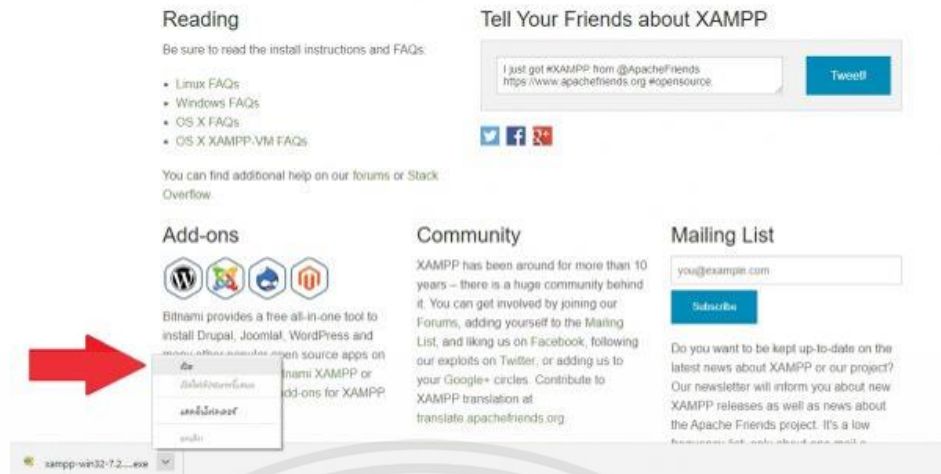 Reading
Be sure to read the install instructions and FAQs.
• Linux FAQs
• Windows FAQs
• OS X FAQs
• OS X XAMPP-VM FAQs
You can find additional help on our forums or Stack
Overflow
Tell Your Friends about XAMPP
I just got #XAMPP from @ApacheFriends
https://www.apachefriends.org #opensource
Tweet!
Add-ons
Bitnami provides a free all-in-one tool to
install Drupal, Joomla!, WordPress and
many other popular open source apps on
tnami XAMPP or
dd-ons for XAMPP
Community
XAMPP has been around for more than 10
years – there is a huge community behind
it. You can get involved by joining our
Forums, adding yourself to the Mailing
List, and liking us on Facebook, following
our exploits on Twitter, or adding us to
your Google+ circles. Contribute to
XAMPP translation at
translate.apachefriends.org
Mailing List
you@example.com
Subscribe
Do you want to be kept up-to-date on the
latest news about XAMPP or our project?
Our newsletter will inform you about new
XAMPP releases as well as news about
the Apache Friends project. It's a low
frequency list, only about one mail a
เปิด
แสดงในโฟลเดอร์
ยกเลิก
xampp-win32-7.2....exe